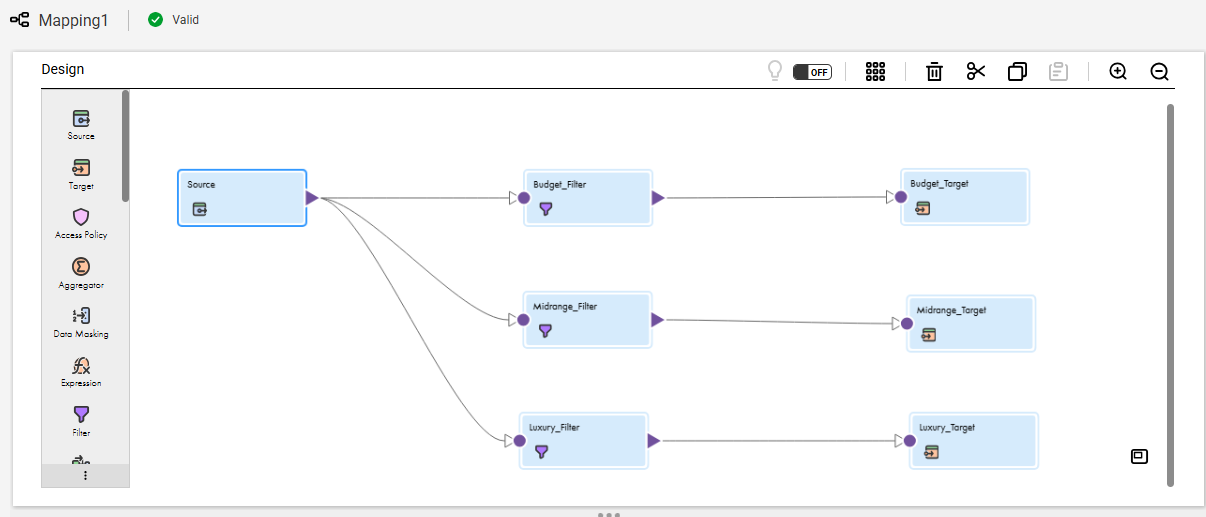 Mapping1
Valid
Design
OFF
Source
Target
Access Policy
Aggregator
Data Masking
Expression
Filter
Source
Budget_Filter
Budget_Target
Midrange_Filter
Midrange_Target
Luxury_Filter
Luxury_Target